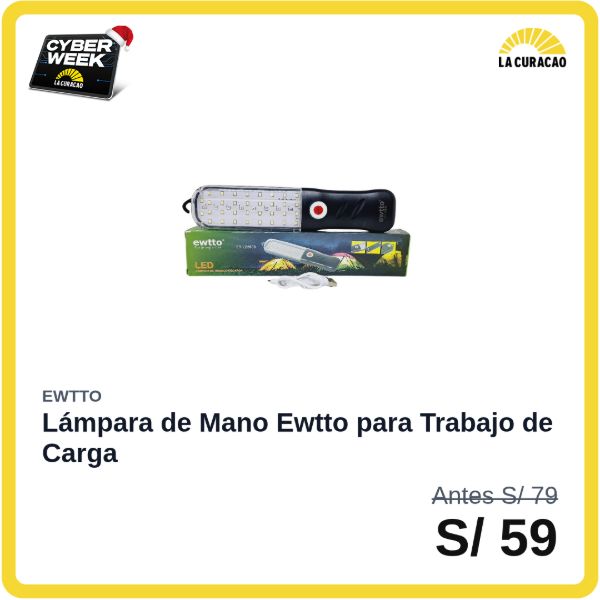 CYBER
WEEK
LA CURACAO
LA CURACAO
ewtto
ewtto
LED
EWTTO
Lámpara de Mano Ewtto para Trabajo de
Carga
Antes S/ 79
S/ 59